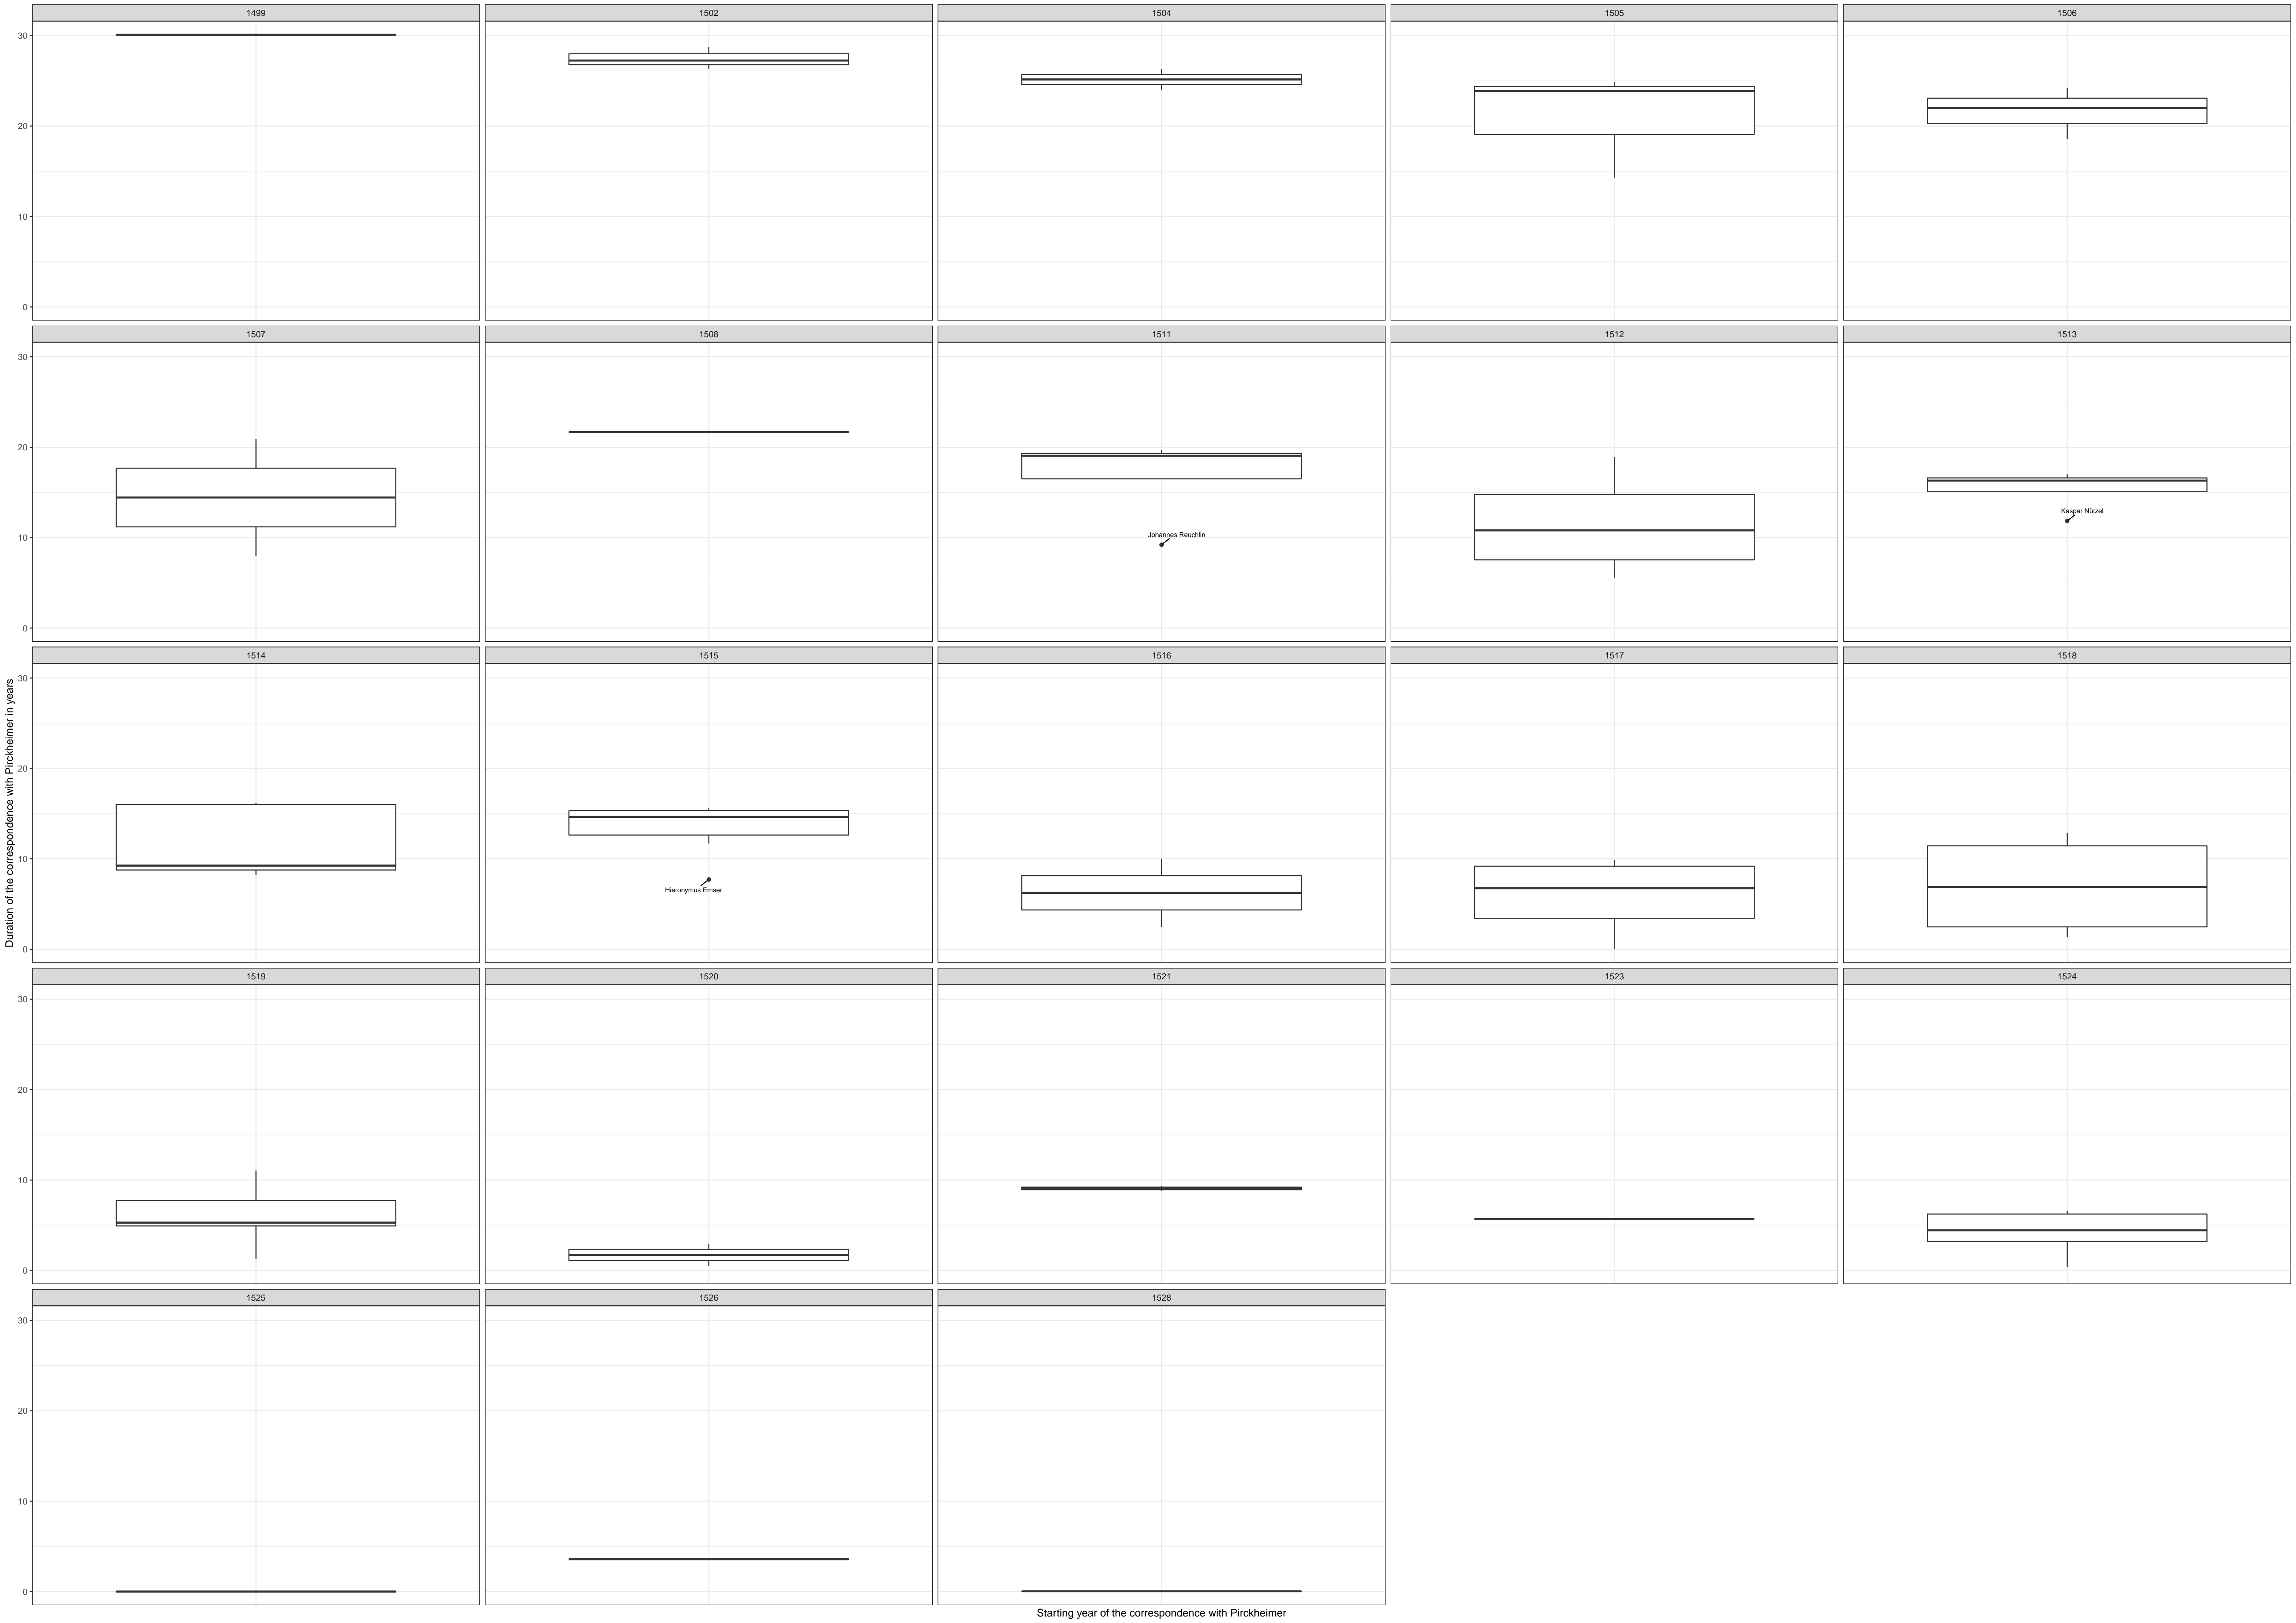 1499 1502 1504 1505 1506
30
20
10
0
1507 1508 1511 1512 1513
30
20
10
0
Johannes Reuchlin
Kaspar Nützel
Duration of the correspondence with Pirckheimer in years
1514 1515 1516 1517 1518
30
20
10
0
Hieronymus Emser
1519 1520 1521 1523 1524
30
20
10
0
1525 1526 1528
30
20
10
0
Starting year of the correspondence with Pirckheimer